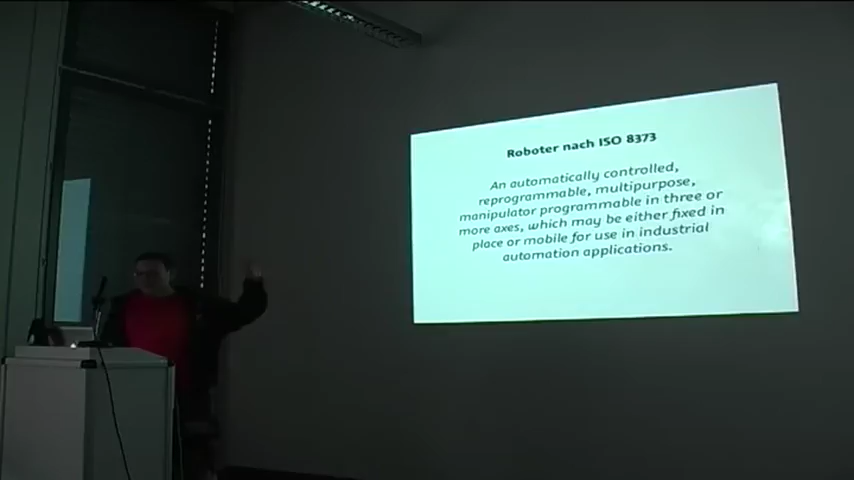 Roboter nach ISO 8373
An automatically controlled,
reprogrammable, multipurpose,
manipulator programmable in three or
more axes, which may be either fixed in
place or mobile for use in industrial
automation applications.